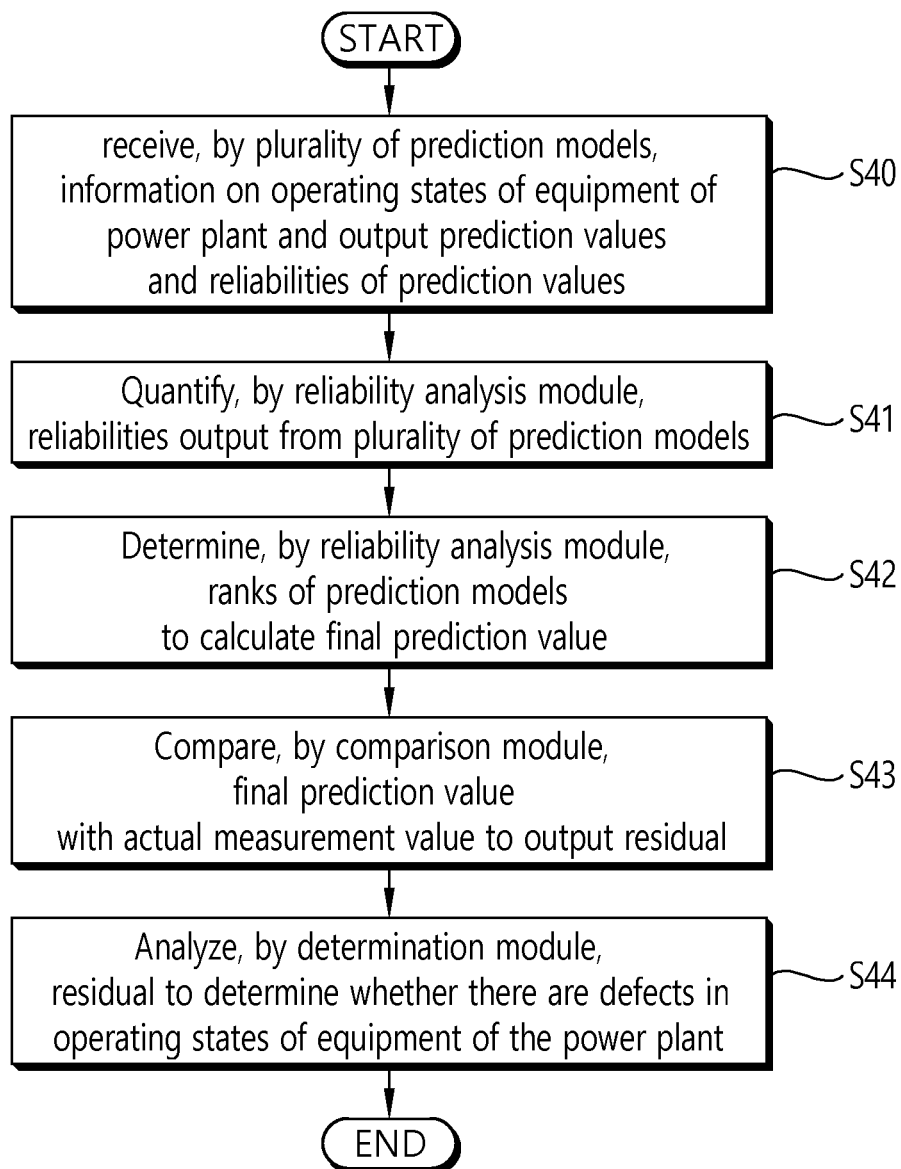 START
receive, by plurality of prediction models,
information on operating states of equipment of
power plant and output prediction values
and reliabilities of prediction values
S40
Quantify, by reliability analysis module,
reliabilities output from plurality of prediction models
S41
Determine, by reliability analysis module,
ranks of prediction models
to calculate final prediction value
S42
Compare, by comparison module,
final prediction value
with actual measurement value to output residual
S43
Analyze, by determination module,
residual to determine whether there are defects in
operating states of equipment of the power plant
S44
END